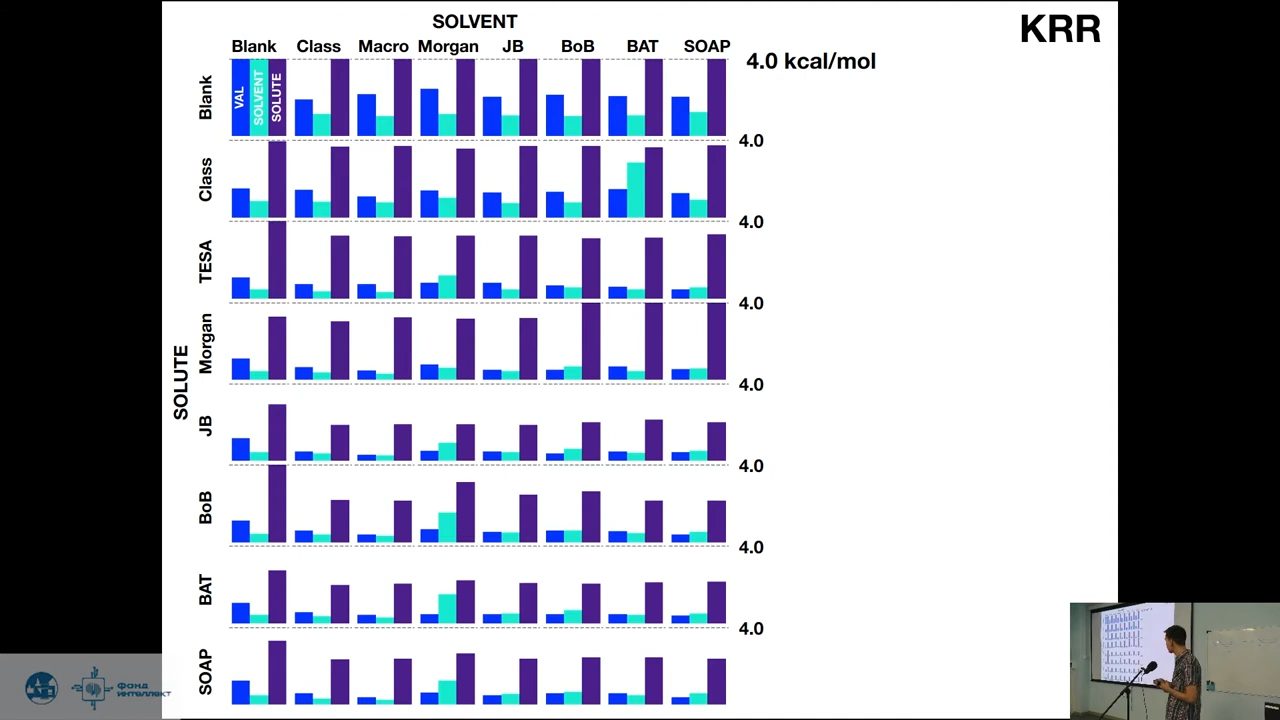 SOLVENT
KRR
Blank Class Macro Morgan JB BoB BAT SOAP
4.0 kcal/mol
Blank
VAL
SOLVENT
SOLUTE
4.0
Class
4.0
TESA
4.0
SOLUTE
Morgan
4.0
JB
4.0
BoB
4.0
BAT
4.0
SOAP
Фонд
интеллект